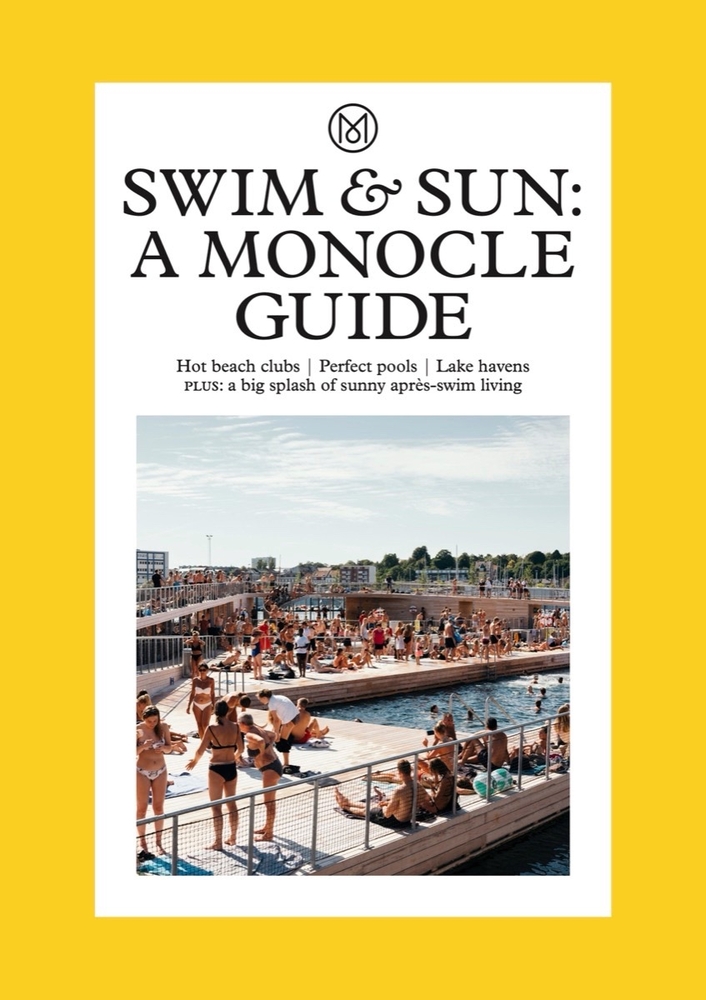 SWIM & SUN:
A MONOCLE
GUIDE
Hot beach clubs | Perfect pools | Lake havens
PLUS: a big splash of sunny après-swim living